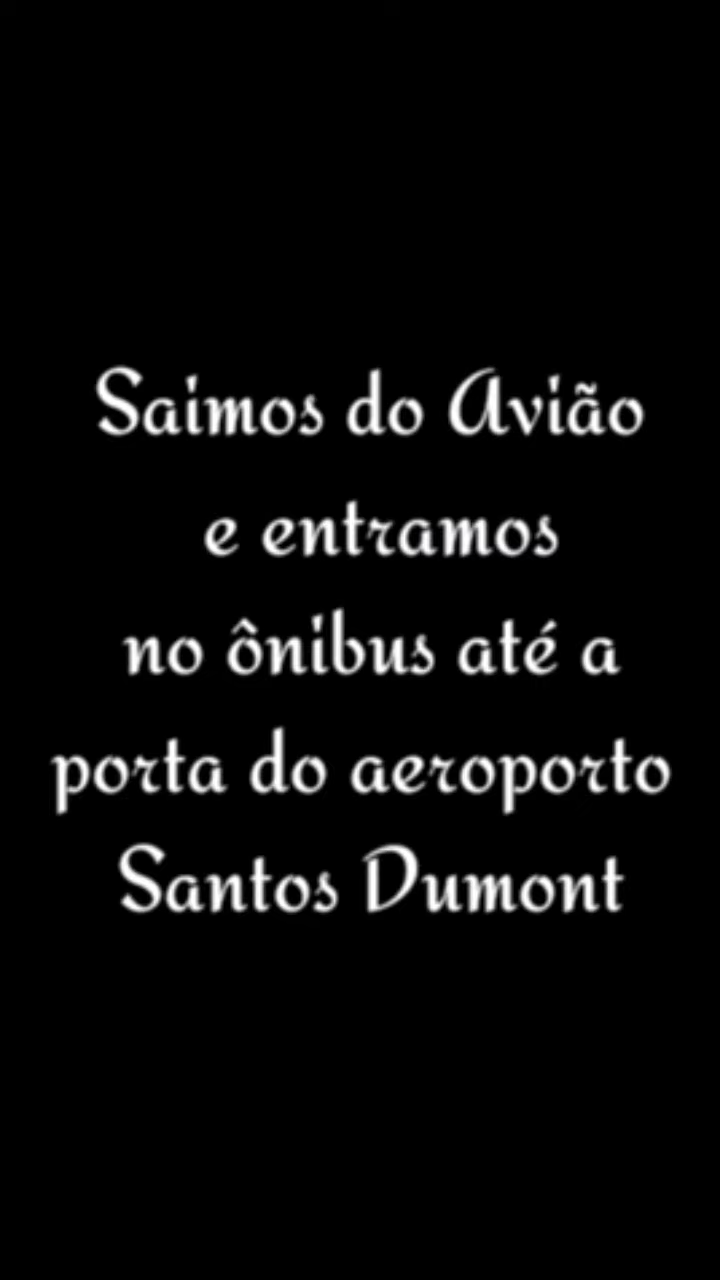 Saimos do Avião
e entramos
no ônibus até a
porta do aeroporto
Santos Dumont